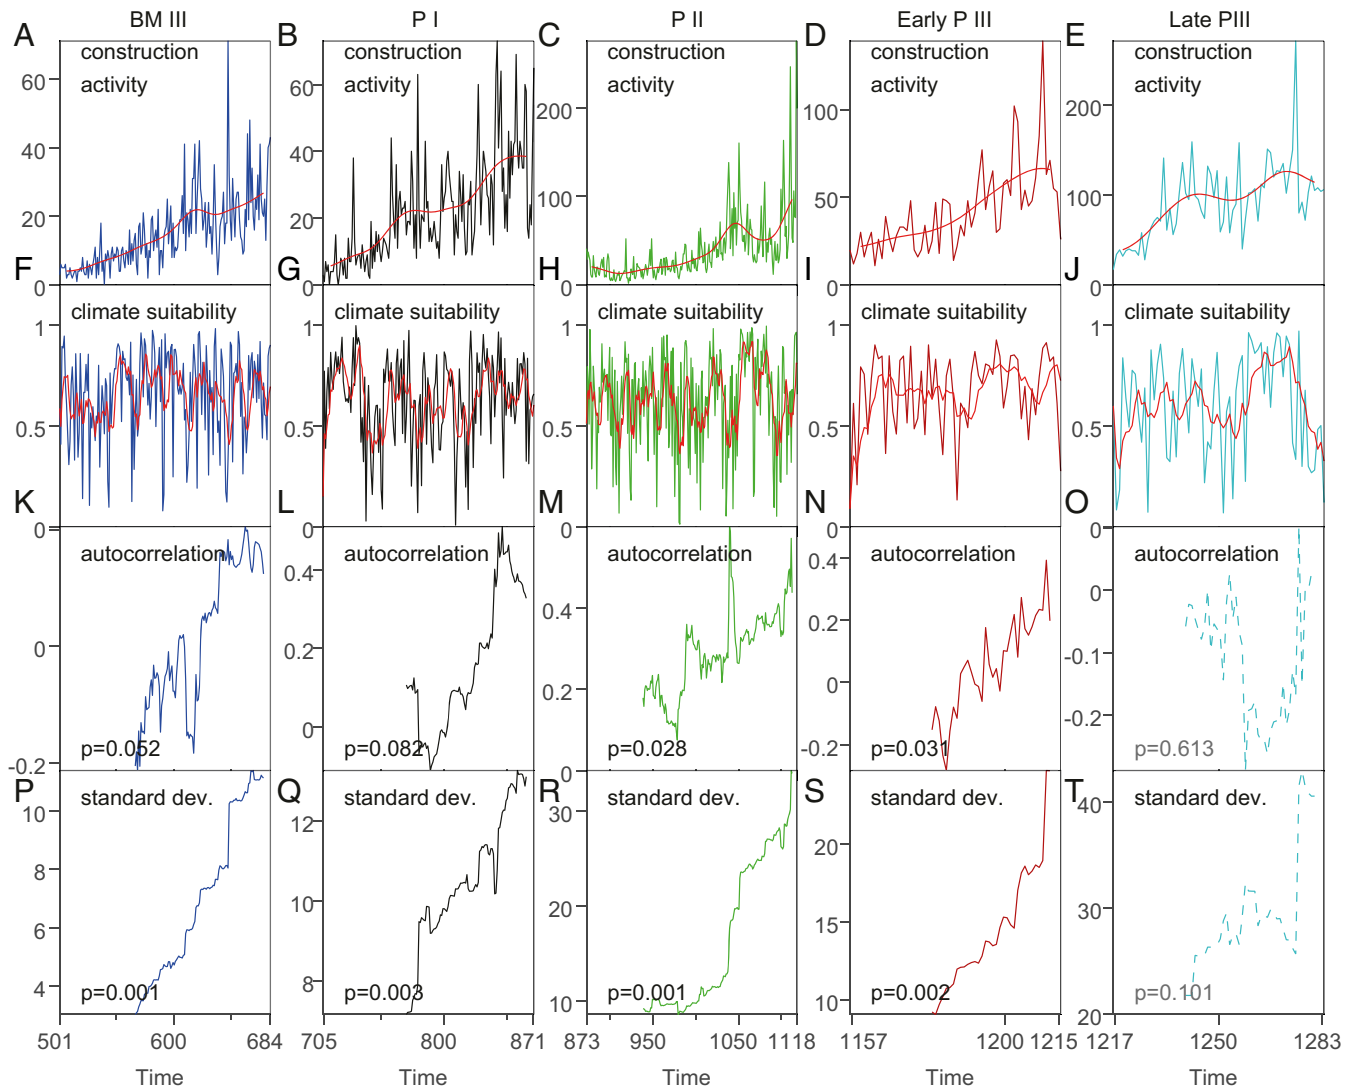 BM III
P I
P II
Early P III
Late PIII
A
B
C
D
E
construction activity
construction activity
construction activity
construction activity
construction activity
60
40
20
0
60
40
20
0
200
100
0
100
50
0
200
100
0
F
G
H
I
J
climate suitability
climate suitability
climate suitability
climate suitability
climate suitability
1
0.5
1
0.5
0
1
0.5
0
1
0.5
0
1
0.5
0
K
L
M
N
O
autocorrelation
autocorrelation
autocorrelation
autocorrelation
autocorrelation
0
0
-0.2
0.4
0.2
0
0.4
0.2
0
0.4
0.2
0
-0.2
0
-0.1
-0.2
p=0.052
p=0.082
p=0.028
p=0.031
p=0.613
P
Q
R
S
T
standard dev.
standard dev.
standard dev.
standard dev.
standard dev.
10
8
6
4
12
10
8
30
20
10
20
15
10
40
30
20
p=0.001
p=0.003
p=0.001
p=0.002
p=0.101
501 600 684
705 800 871
873 950 1050 1118
1157 1200 1215
1217 1250 1283
Time
Time
Time
Time
Time